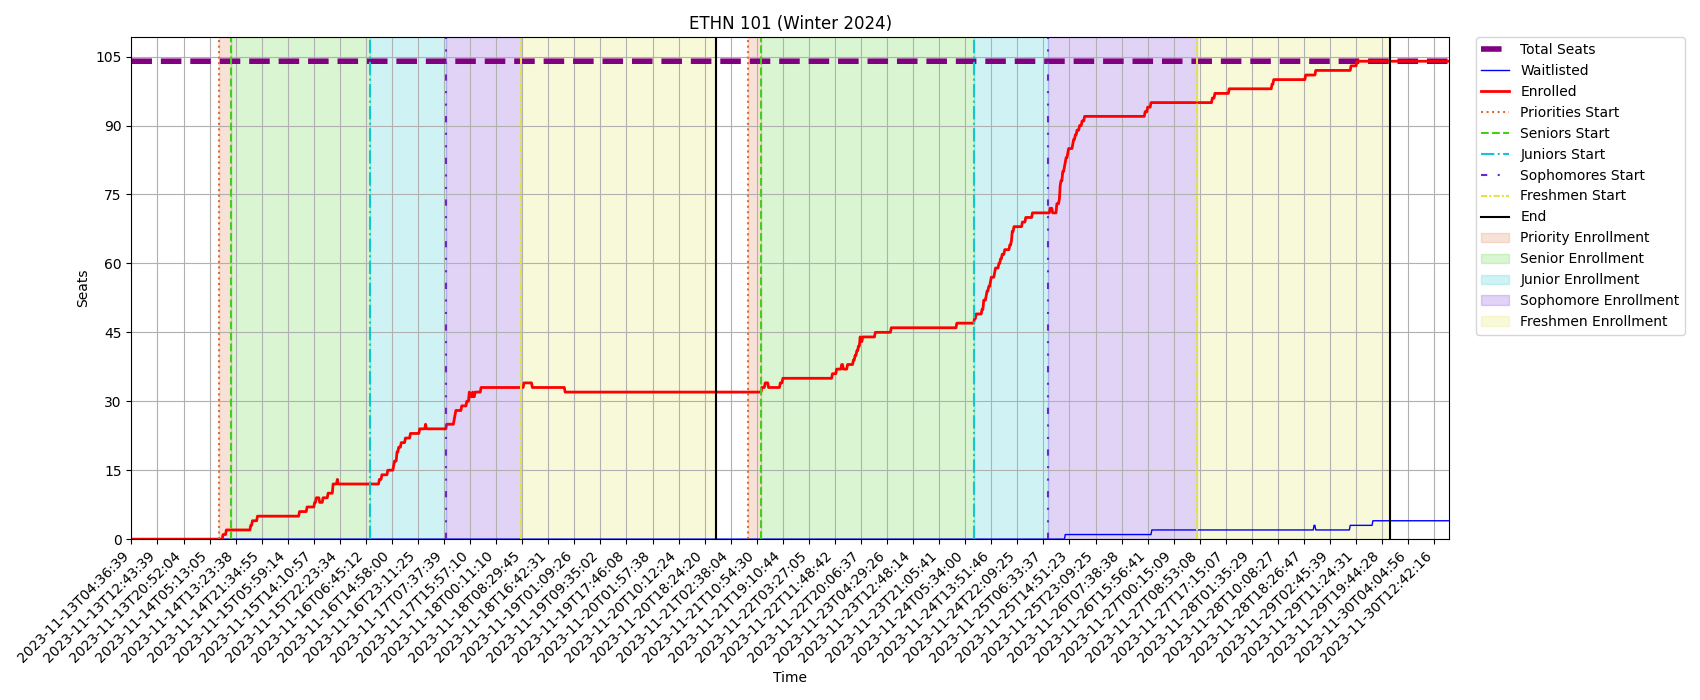 ETHN 101 (Winter 2024)
105
90
75
60
45
30
15
0
Seats
2023-11-13T04:36:39
2023-11-13T12:43:39
2023-11-13T20:52:04
2023-11-14T05:13:05
2023-11-14T13:23:38
2023-11-14T21:34:55
2023-11-15T05:59:14
2023-11-15T14:10:57
2023-11-15T22:23:34
2023-11-16T06:45:12
2023-11-16T14:58:00
2023-11-16T23:11:25
2023-11-17T07:37:39
2023-11-17T15:57:10
2023-11-18T00:11:10
2023-11-18T08:29:45
2023-11-18T16:42:31
2023-11-19T01:09:26
2023-11-19T09:35:02
2023-11-19T17:46:08
2023-11-20T01:57:38
2023-11-20T10:12:24
2023-11-20T18:24:20
2023-11-21T02:38:04
2023-11-21T10:54:30
2023-11-21T19:10:44
2023-11-22T03:27:05
2023-11-22T11:48:42
2023-11-22T20:06:37
2023-11-23T04:29:26
2023-11-23T12:48:14
2023-11-23T21:05:41
2023-11-24T05:34:00
2023-11-24T13:51:46
2023-11-24T22:09:25
2023-11-25T06:33:37
2023-11-25T14:51:23
2023-11-25T23:09:25
2023-11-26T07:38:38
2023-11-26T15:56:41
2023-11-27T00:15:09
2023-11-27T08:53:08
2023-11-27T17:15:07
2023-11-28T01:35:29
2023-11-28T10:08:27
2023-11-28T18:26:47
2023-11-29T02:45:39
2023-11-29T11:24:31
2023-11-29T19:44:28
2023-11-30T04:04:56
2023-11-30T12:42:16
Time
Total Seats
Waitlisted
Enrolled
Priorities Start
Seniors Start
Juniors Start
Sophomores Start
Freshmen Start
End
Priority Enrollment
Senior Enrollment
Junior Enrollment
Sophomore Enrollment
Freshmen Enrollment